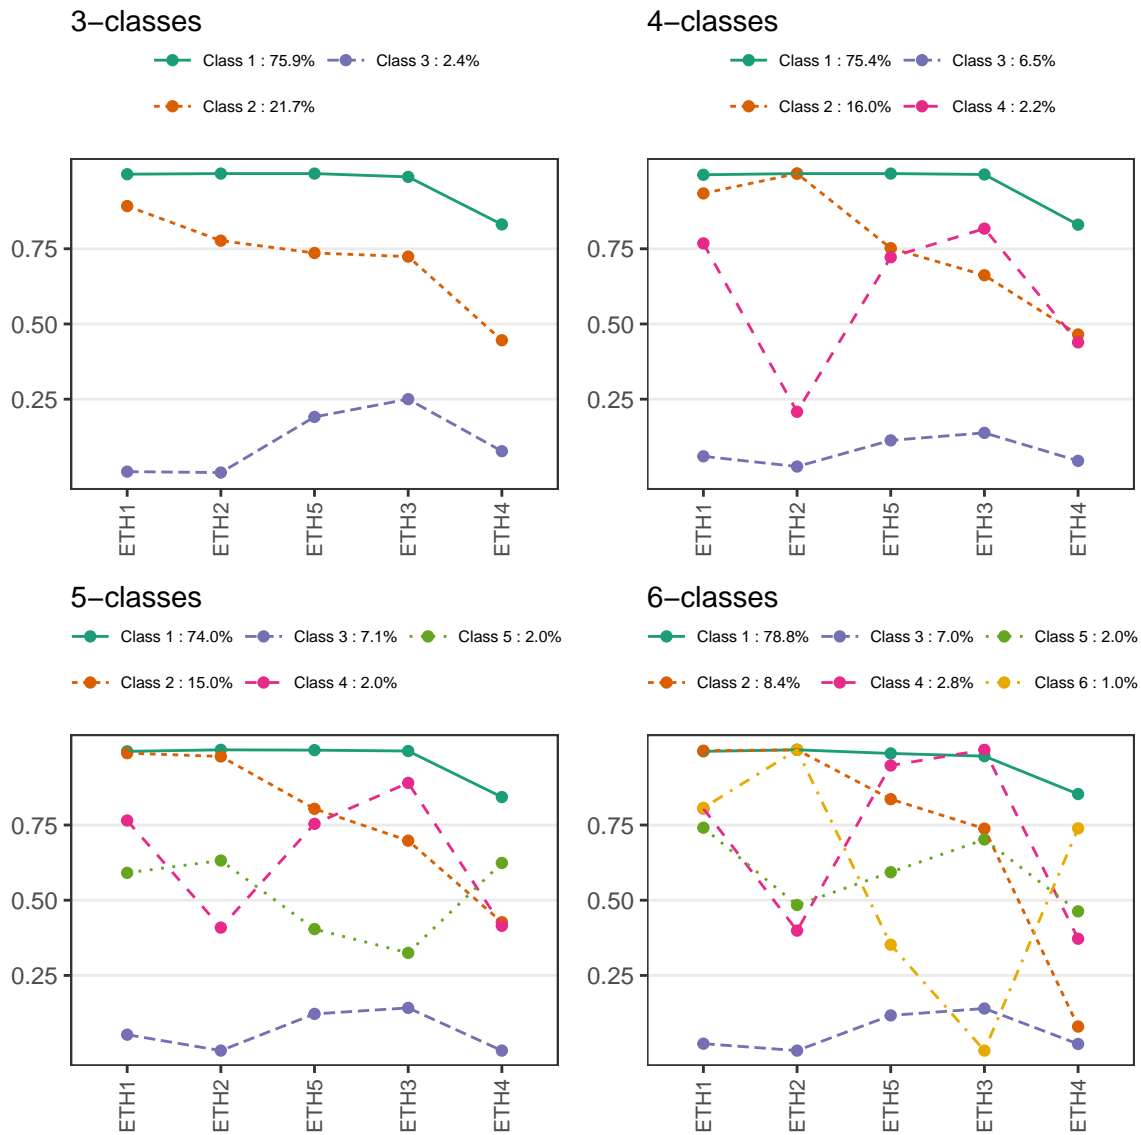 3−classes
Class 1 : 75.9%
Class 3 : 2.4%
Class 2 : 21.7%
0.75
0.50
0.25
ETH1
ETH2
ETH5
ETH3
ETH4
4−classes
Class 1 : 75.4%
Class 3 : 6.5%
Class 2 : 16.0%
Class 4 : 2.2%
0.75
0.50
0.25
ETH1
ETH2
ETH5
ETH3
ETH4
5−classes
Class 1 : 74.0%
Class 3 : 7.1%
Class 5 : 2.0%
Class 2 : 15.0%
Class 4 : 2.0%
0.75
0.50
0.25
ETH1
ETH2
ETH5
ETH3
ETH4
6−classes
Class 1 : 78.8%
Class 3 : 7.0%
Class 5 : 2.0%
Class 2 : 8.4%
Class 4 : 2.8%
Class 6 : 1.0%
0.75
0.50
0.25
ETH1
ETH2
ETH5
ETH3
ETH4